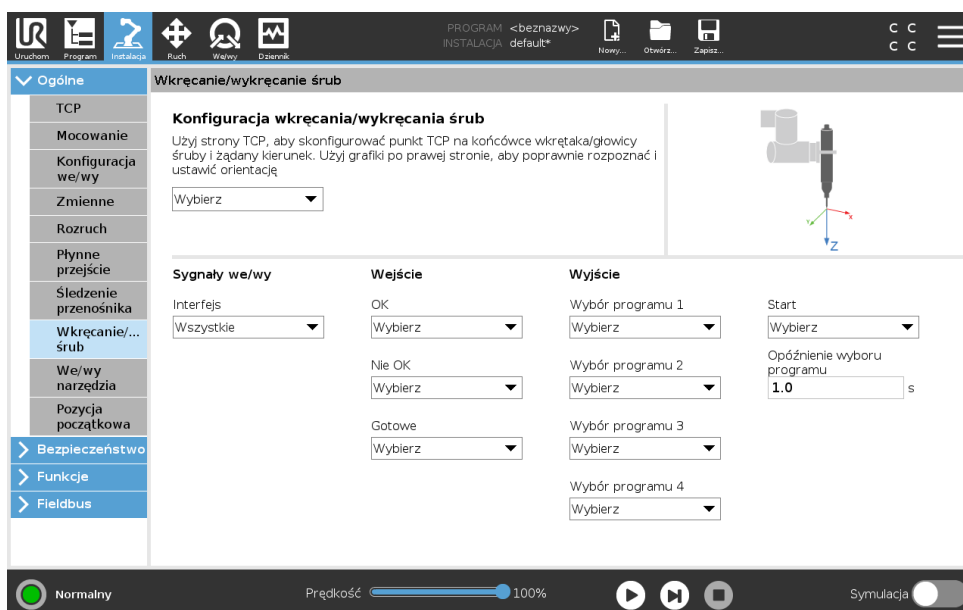 UR
PROGRAM <beznazwy>
INSTALACJA default*
C C
C C
Uruchom
Program
Instalacja
Ruch
We/wy
Dziennik
Nowy...
Otwórz...
Zapisz...
Ogólne
TCP
Mocowanie
Konfiguracja
we/wy
Zmienne
Rozruch
Płynne
przejście
Śledzenie
przenośnika
Wkręcanie/...
śrub
We/wy
narzędzia
Pozycja
początkowa
Bezpieczeństwo
Funkcje
Fieldbus
Wkręcanie/wykręcanie śrub
Konfiguracja wkręcania/wykręcania śrub
Użyj strony TCP, aby skonfigurować punkt TCP na końcówce wkrętaka/głowicy
śruby i żądany kierunek. Użyj grafiki po prawej stronie, aby poprawnie rozpoznać i
ustawić orientację
Wybierz
Y
X
Z
Sygnały we/wy
Interfejs
Wszystkie
Wejście
OK
Wybierz
Nie OK
Wybierz
Gotowe
Wybierz
Wyjście
Wybór programu 1
Wybierz
Wybór programu 2
Wybierz
Wybór programu 3
Wybierz
Wybór programu 4
Wybierz
Start
Wybierz
Opóźnienie wyboru
programu
1.0 s
Normalny
Prędkość 100%
Symulacja